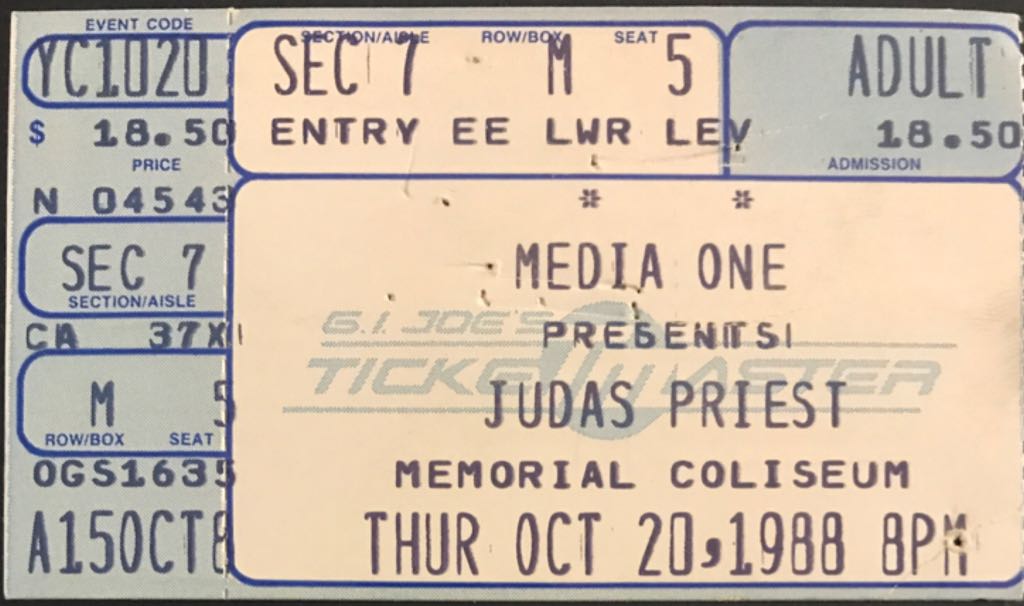 EVENT CODE
YC1020
$ 18.50
PRICE
N 04543
SEC 7
SECTION/AISLE
CA 37X
M 5
ROW/BOX SEAT
OGS1635
A15OCT8
SECTION/AISLE ROW/BOX SEAT
SEC 7 M 5 ADULT
ENTRY EE LWR LEV 18.50
ADMISSION
* *
MEDIA ONE
G.I. JOE'S
PRESENTS!
TICKETMASTER
JUDAS PRIEST
MEMORIAL COLISEUM
THUR OCT 20,1988 8PM